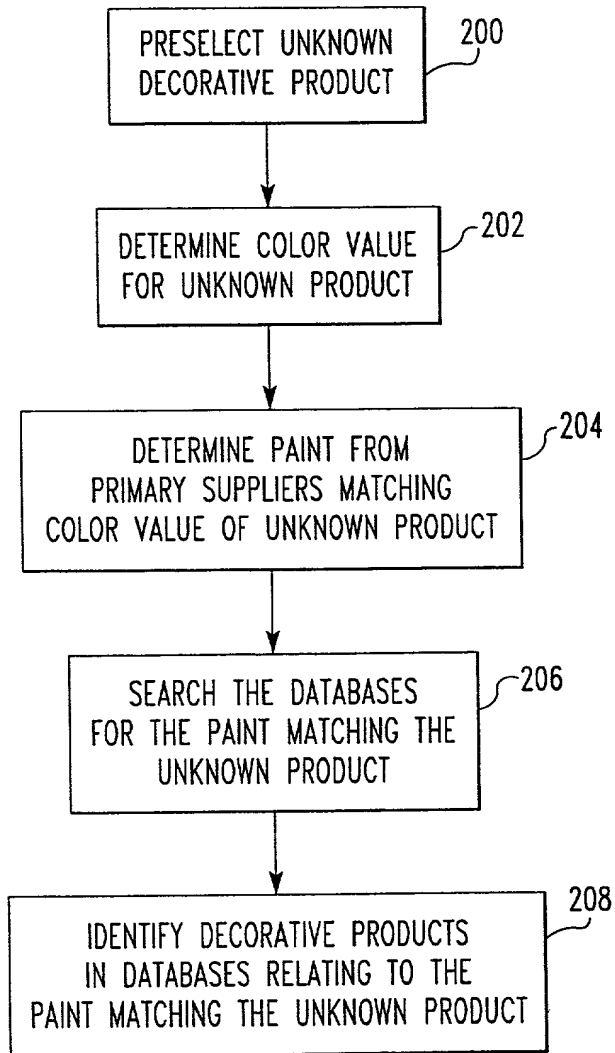 PRESELECT UNKNOWN
DECORATIVE PRODUCT
200
DETERMINE COLOR VALUE
FOR UNKNOWN PRODUCT
202
DETERMINE PAINT FROM
PRIMARY SUPPLIERS MATCHING
COLOR VALUE OF UNKNOWN PRODUCT
204
SEARCH THE DATABASES
FOR THE PAINT MATCHING THE
UNKNOWN PRODUCT
206
IDENTIFY DECORATIVE PRODUCTS
IN DATABASES RELATING TO THE
PAINT MATCHING THE UNKNOWN PRODUCT
208